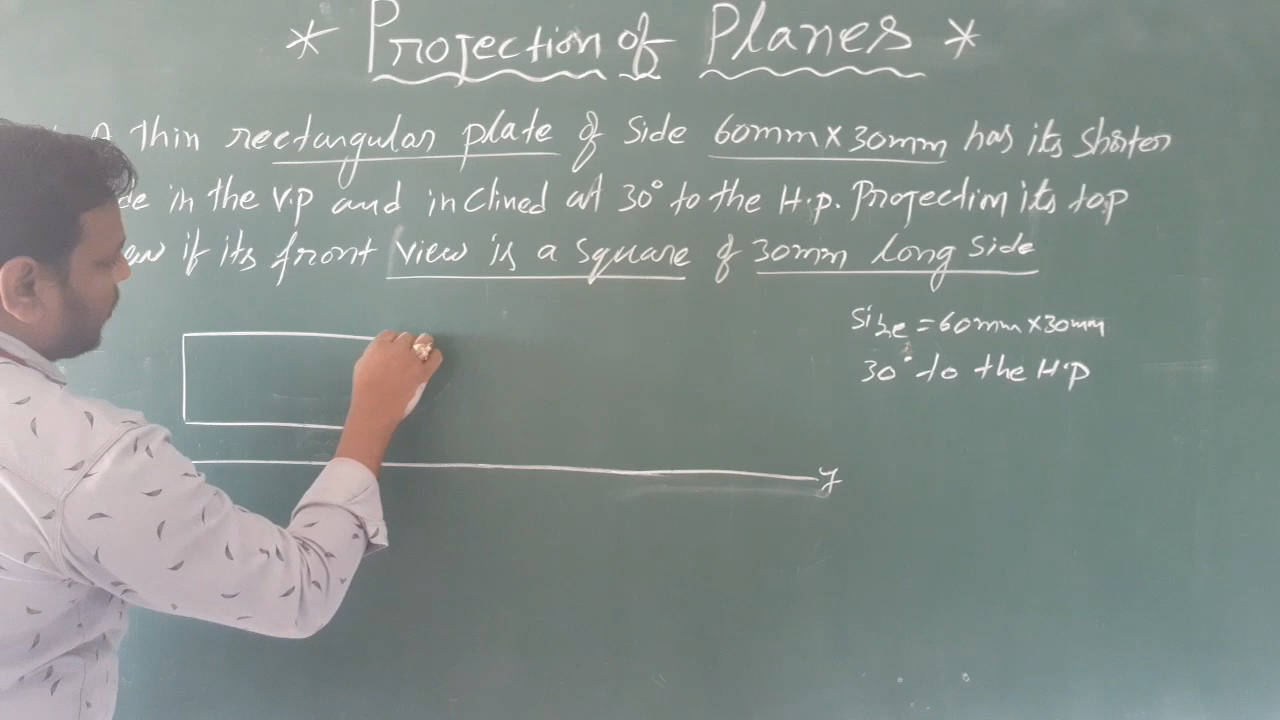 * Projection of Planes *
A thin rectangular plate of side 60mm x 30mm has its shorter
de in the V.P and inclined at 30° to the H.P. Projection its top
ew if its front view is a square of 30mm long side
Size = 60mm x 30mm
30° to the H.P
y